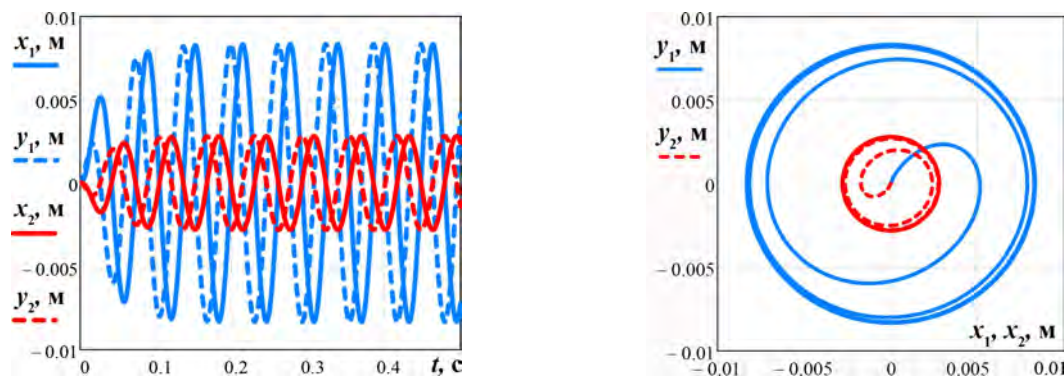 0.01
x₁, м
0.005
y₁, м
0
x₂, м
−0.005
y₂, м
−0.01
0 0.1 0.2 0.3 0.4 t, с
0.01
y₁, м
0.005
y₂, м
0
−0.005
x₁, x₂, м
−0.01
−0.01 −0.005 0 0.005 0.01